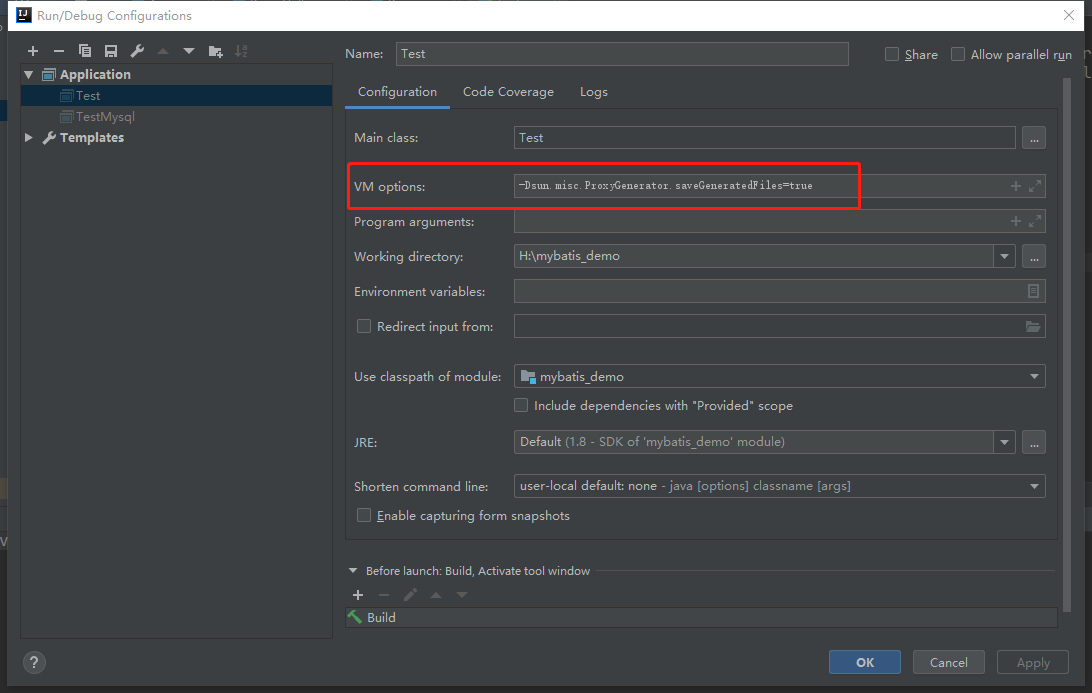 Run/Debug Configurations
Name: Test Share Allow parallel run
Application
Test
TestMysql
Templates
Configuration Code Coverage Logs
Main class: Test ...
VM options: -Dsun.misc.ProxyGenerator.saveGeneratedFiles=true
Program arguments:
Working directory: H:\mybatis_demo ...
Environment variables:
Redirect input from:
Use classpath of module: mybatis_demo
Include dependencies with "Provided" scope
JRE: Default (1.8 - SDK of 'mybatis_demo' module) ...
Shorten command line: user-local default: none - java [options] classname [args]
Enable capturing form snapshots
Before launch: Build, Activate tool window
Build
? OK Cancel Apply